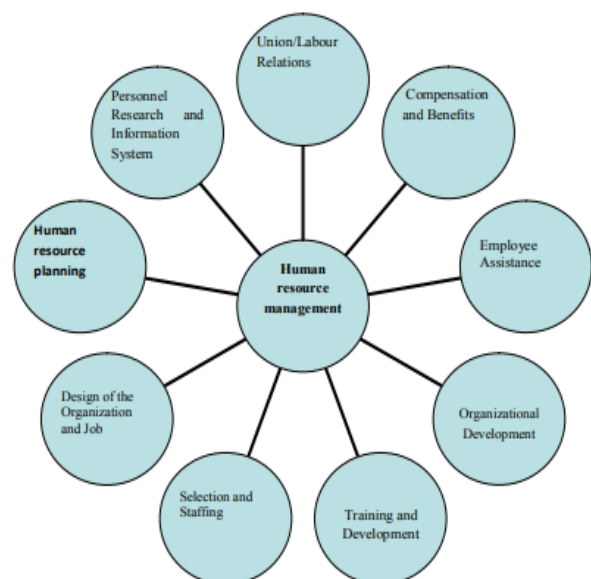 Union/Labour
Relations
Compensation
and Benefits
Personnel
Research and
Information
System
Human
resource
planning
Employee
Assistance
Human
resource
management
Design of the
Organization
and Job
Organizational
Development
Selection and
Staffing
Training and
Development